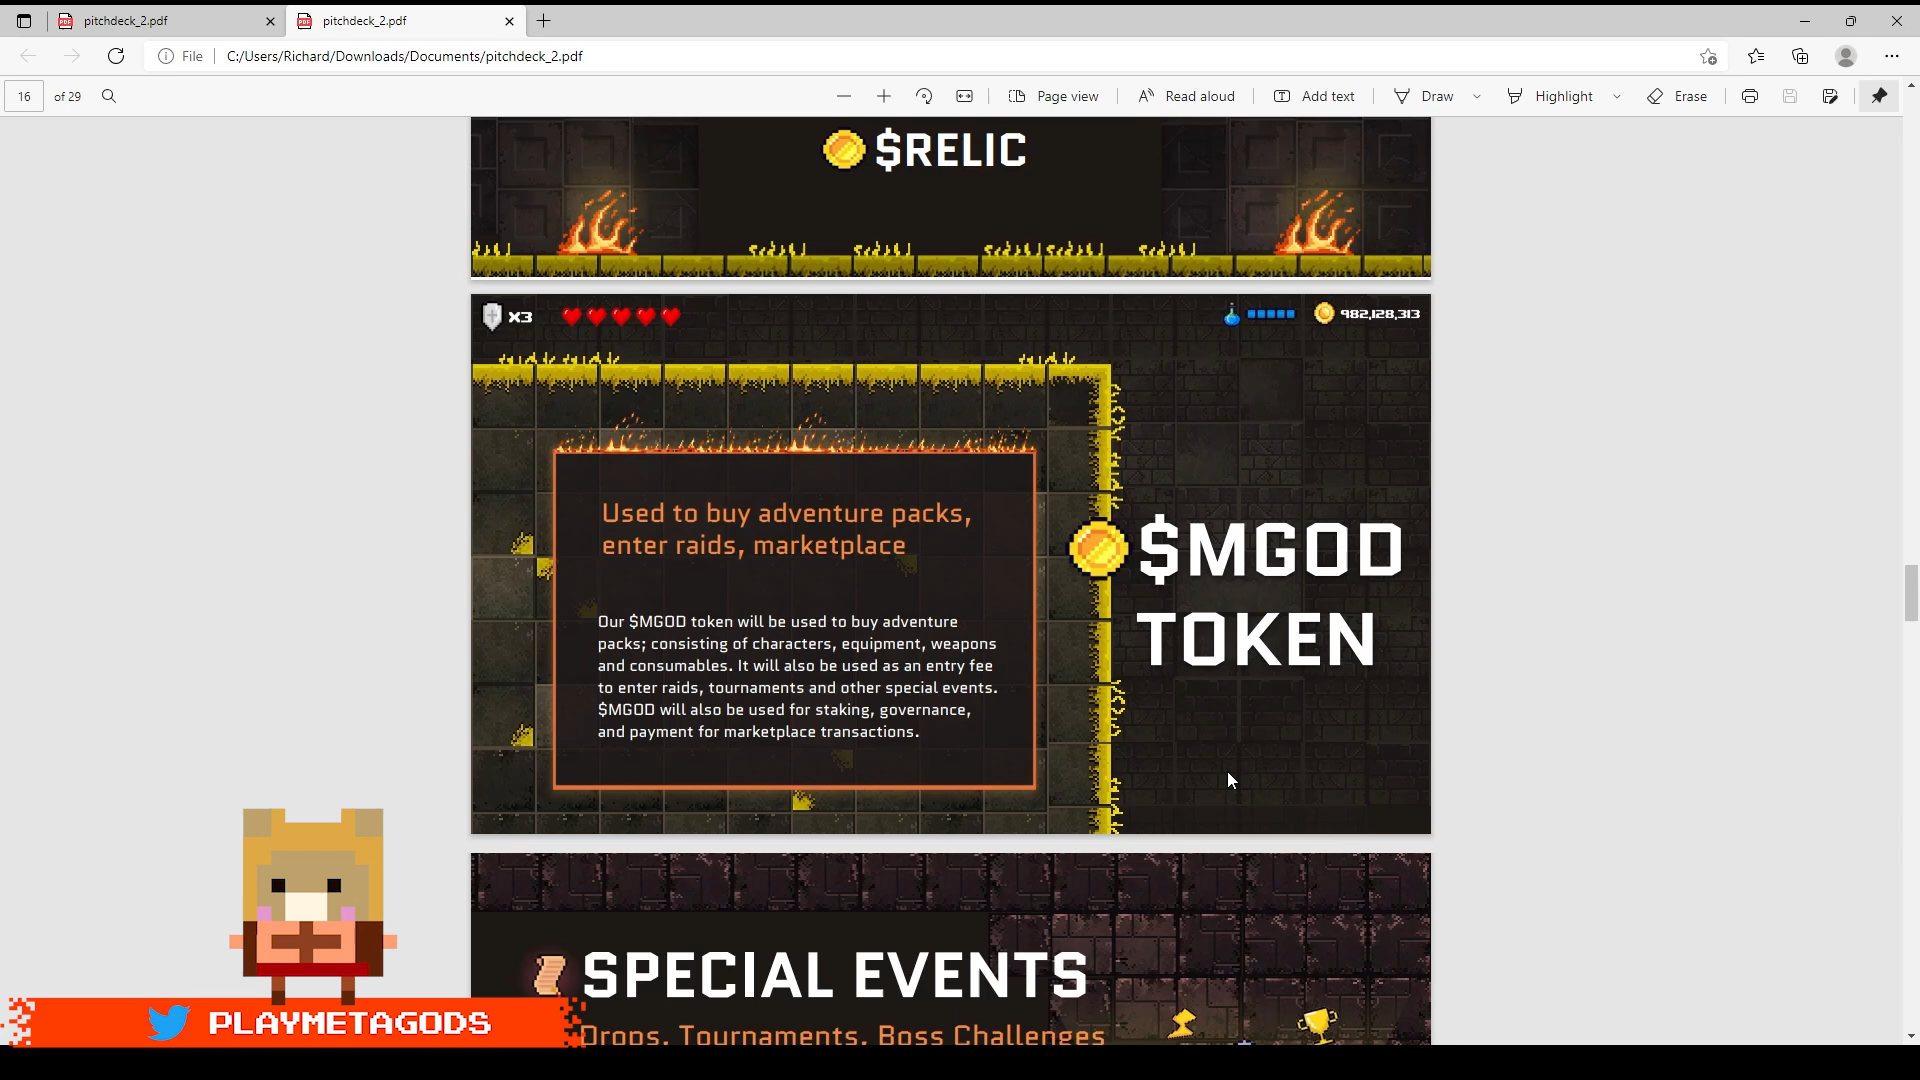 pitchdeck_2.pdf
pitchdeck_2.pdf
File
C:/Users/Richard/Downloads/Documents/pitchdeck_2.pdf
16 of 29
Page view
Read aloud
Add text
Draw
Highlight
Erase
$RELIC
X3
982,128,313
Used to buy adventure packs,
enter raids, marketplace
Our $MGOD token will be used to buy adventure
packs; consisting of characters, equipment, weapons
and consumables. It will also be used as an entry fee
to enter raids, tournaments and other special events.
$MGOD will also be used for staking, governance,
and payment for marketplace transactions.
$MGOD
TOKEN
SPECIAL EVENTS
Drops, Tournaments, Boss Challenges
PLAYMETAGODS